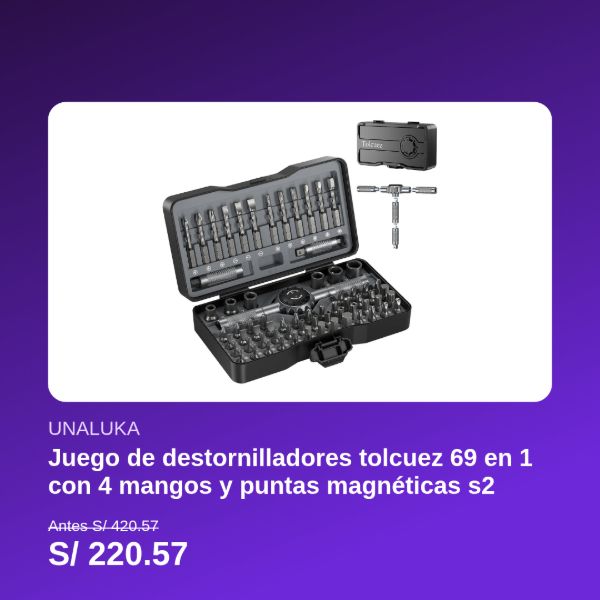 Tolcuez
UNALUKA
Juego de destornilladores tolcuez 69 en 1
con 4 mangos y puntas magnéticas s2
Antes S/ 420.57
S/ 220.57